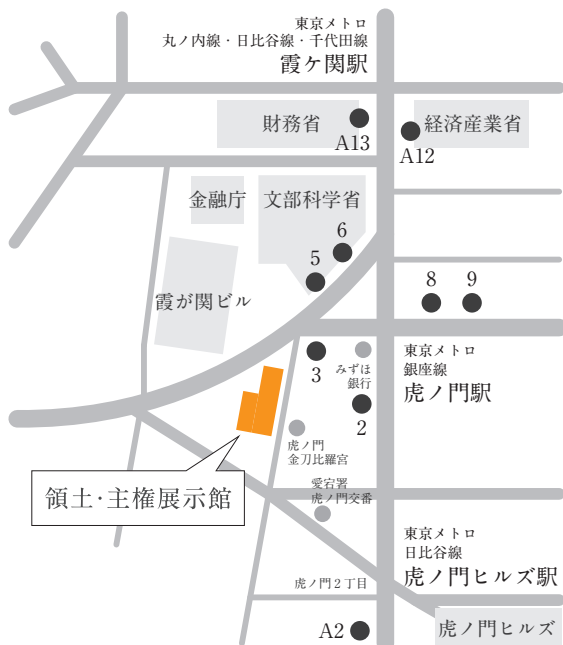 東京メトロ
丸ノ内線・日比谷線・千代田線
霞ケ関駅
財務省
A13
経済産業省
A12
金融庁
文部科学省
6
5
霞が関ビル
8
9
3
みずほ
銀行
2
東京メトロ
銀座線
虎ノ門駅
虎ノ門
金刀比羅宮
領土・主権展示館
愛宕署
虎ノ門交番
東京メトロ
日比谷線
虎ノ門ヒルズ駅
虎ノ門2丁目
A2
虎ノ門ヒルズ